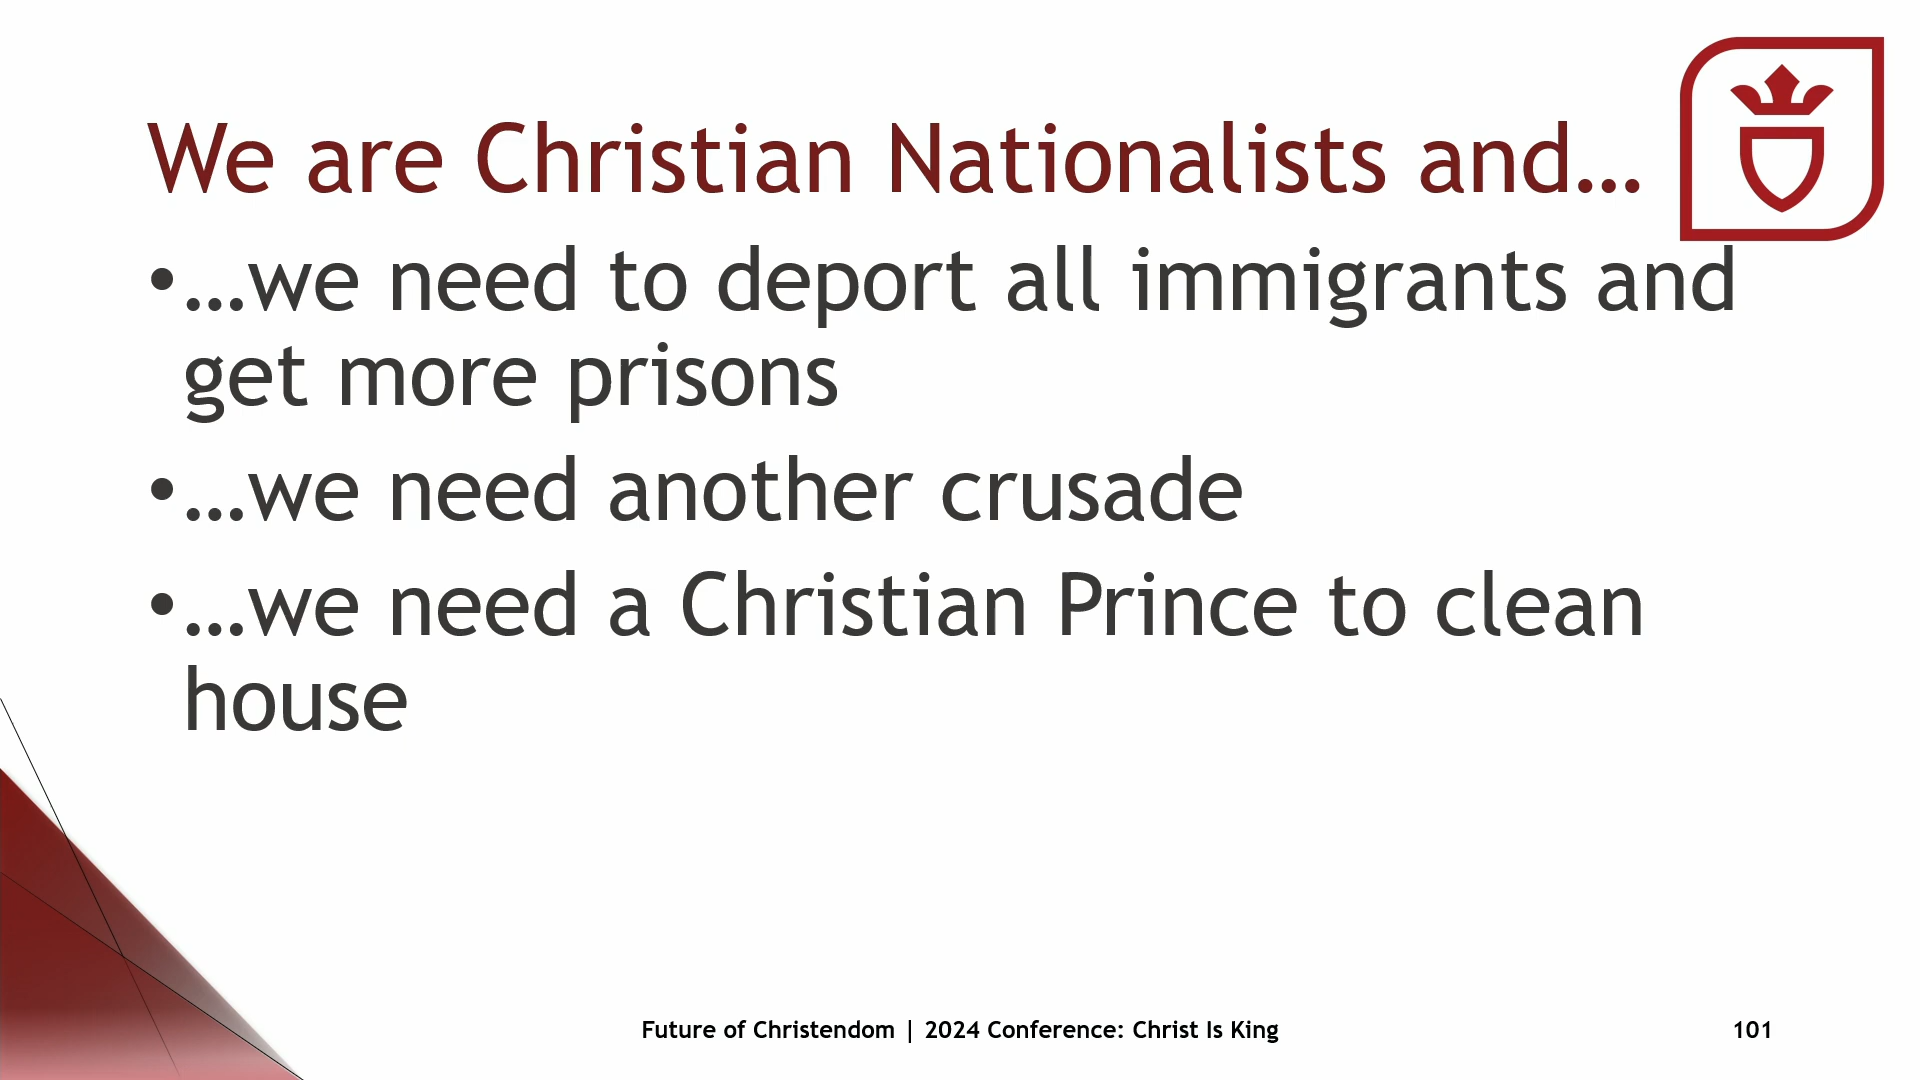 We are Christian Nationalists and…
•…we need to deport all immigrants and
get more prisons
•…we need another crusade
•…we need a Christian Prince to clean
house
Future of Christendom | 2024 Conference: Christ Is King
101